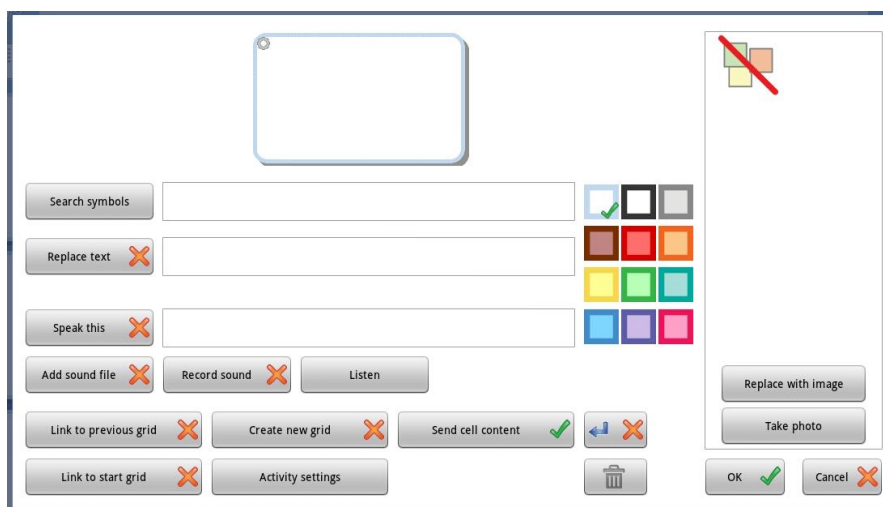 Search symbols
Replace text
Speak this
Add sound file
Record sound
Listen
Replace with image
Link to previous grid
Create new grid
Send cell content
Take photo
Link to start grid
Activity settings
OK
Cancel